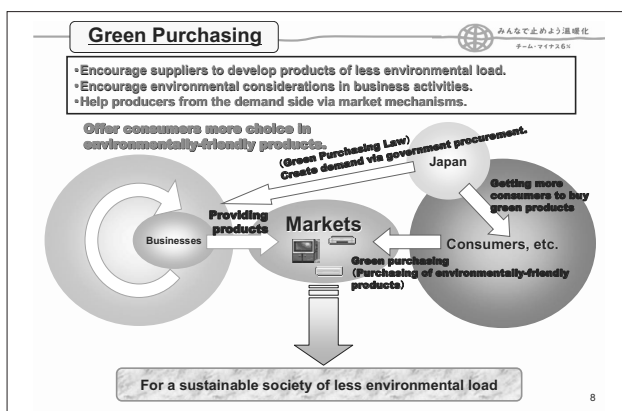 Green Purchasing
みんなで止めよう温暖化
チーム・マイナス6%
•Encourage suppliers to develop products of less environmental load.
•Encourage environmental considerations in business activities.
•Help producers from the demand side via market mechanisms.
Offer consumers more choice in
environmentally-friendly products.
(Green Purchasing Law)
Create demand via government procurement.
Japan
Getting more
consumers to buy
green products
Providing
products
Businesses
Markets
Consumers, etc.
Green purchasing
(Purchasing of environmentally-friendly
products)
For a sustainable society of less environmental load
8